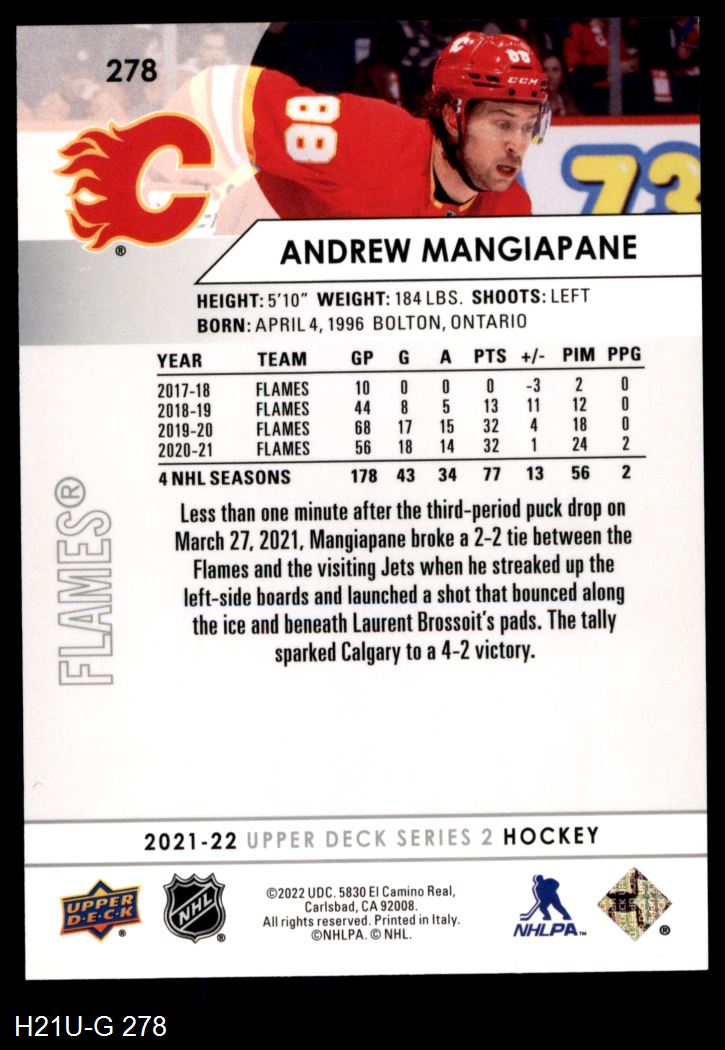 278
88
88
CCM
73
C
®
ANDREW MANGIAPANE
HEIGHT: 5'10" WEIGHT: 184 LBS. SHOOTS: LEFT
BORN: APRIL 4, 1996 BOLTON, ONTARIO
YEAR TEAM GP G A PTS +/- PIM PPG
2017-18 FLAMES 10 0 0 0 -3 2 0
2018-19 FLAMES 44 8 5 13 11 12 0
2019-20 FLAMES 68 17 15 32 4 18 0
2020-21 FLAMES 56 18 14 32 1 24 2
4 NHL SEASONS 178 43 34 77 13 56 2
FLAMES®
Less than one minute after the third-period puck drop on
March 27, 2021, Mangiapane broke a 2-2 tie between the
Flames and the visiting Jets when he streaked up the
left-side boards and launched a shot that bounced along
the ice and beneath Laurent Brossoit's pads. The tally
sparked Calgary to a 4-2 victory.
2021-22 UPPER DECK SERIES 2 HOCKEY
UPPER
D·E·C·K
®
NHL
®
©2022 UDC. 5830 El Camino Real,
Carlsbad, CA 92008.
All rights reserved. Printed in Italy.
©NHLPA. © NHL.
NHLPA™
®
H21U-G 278